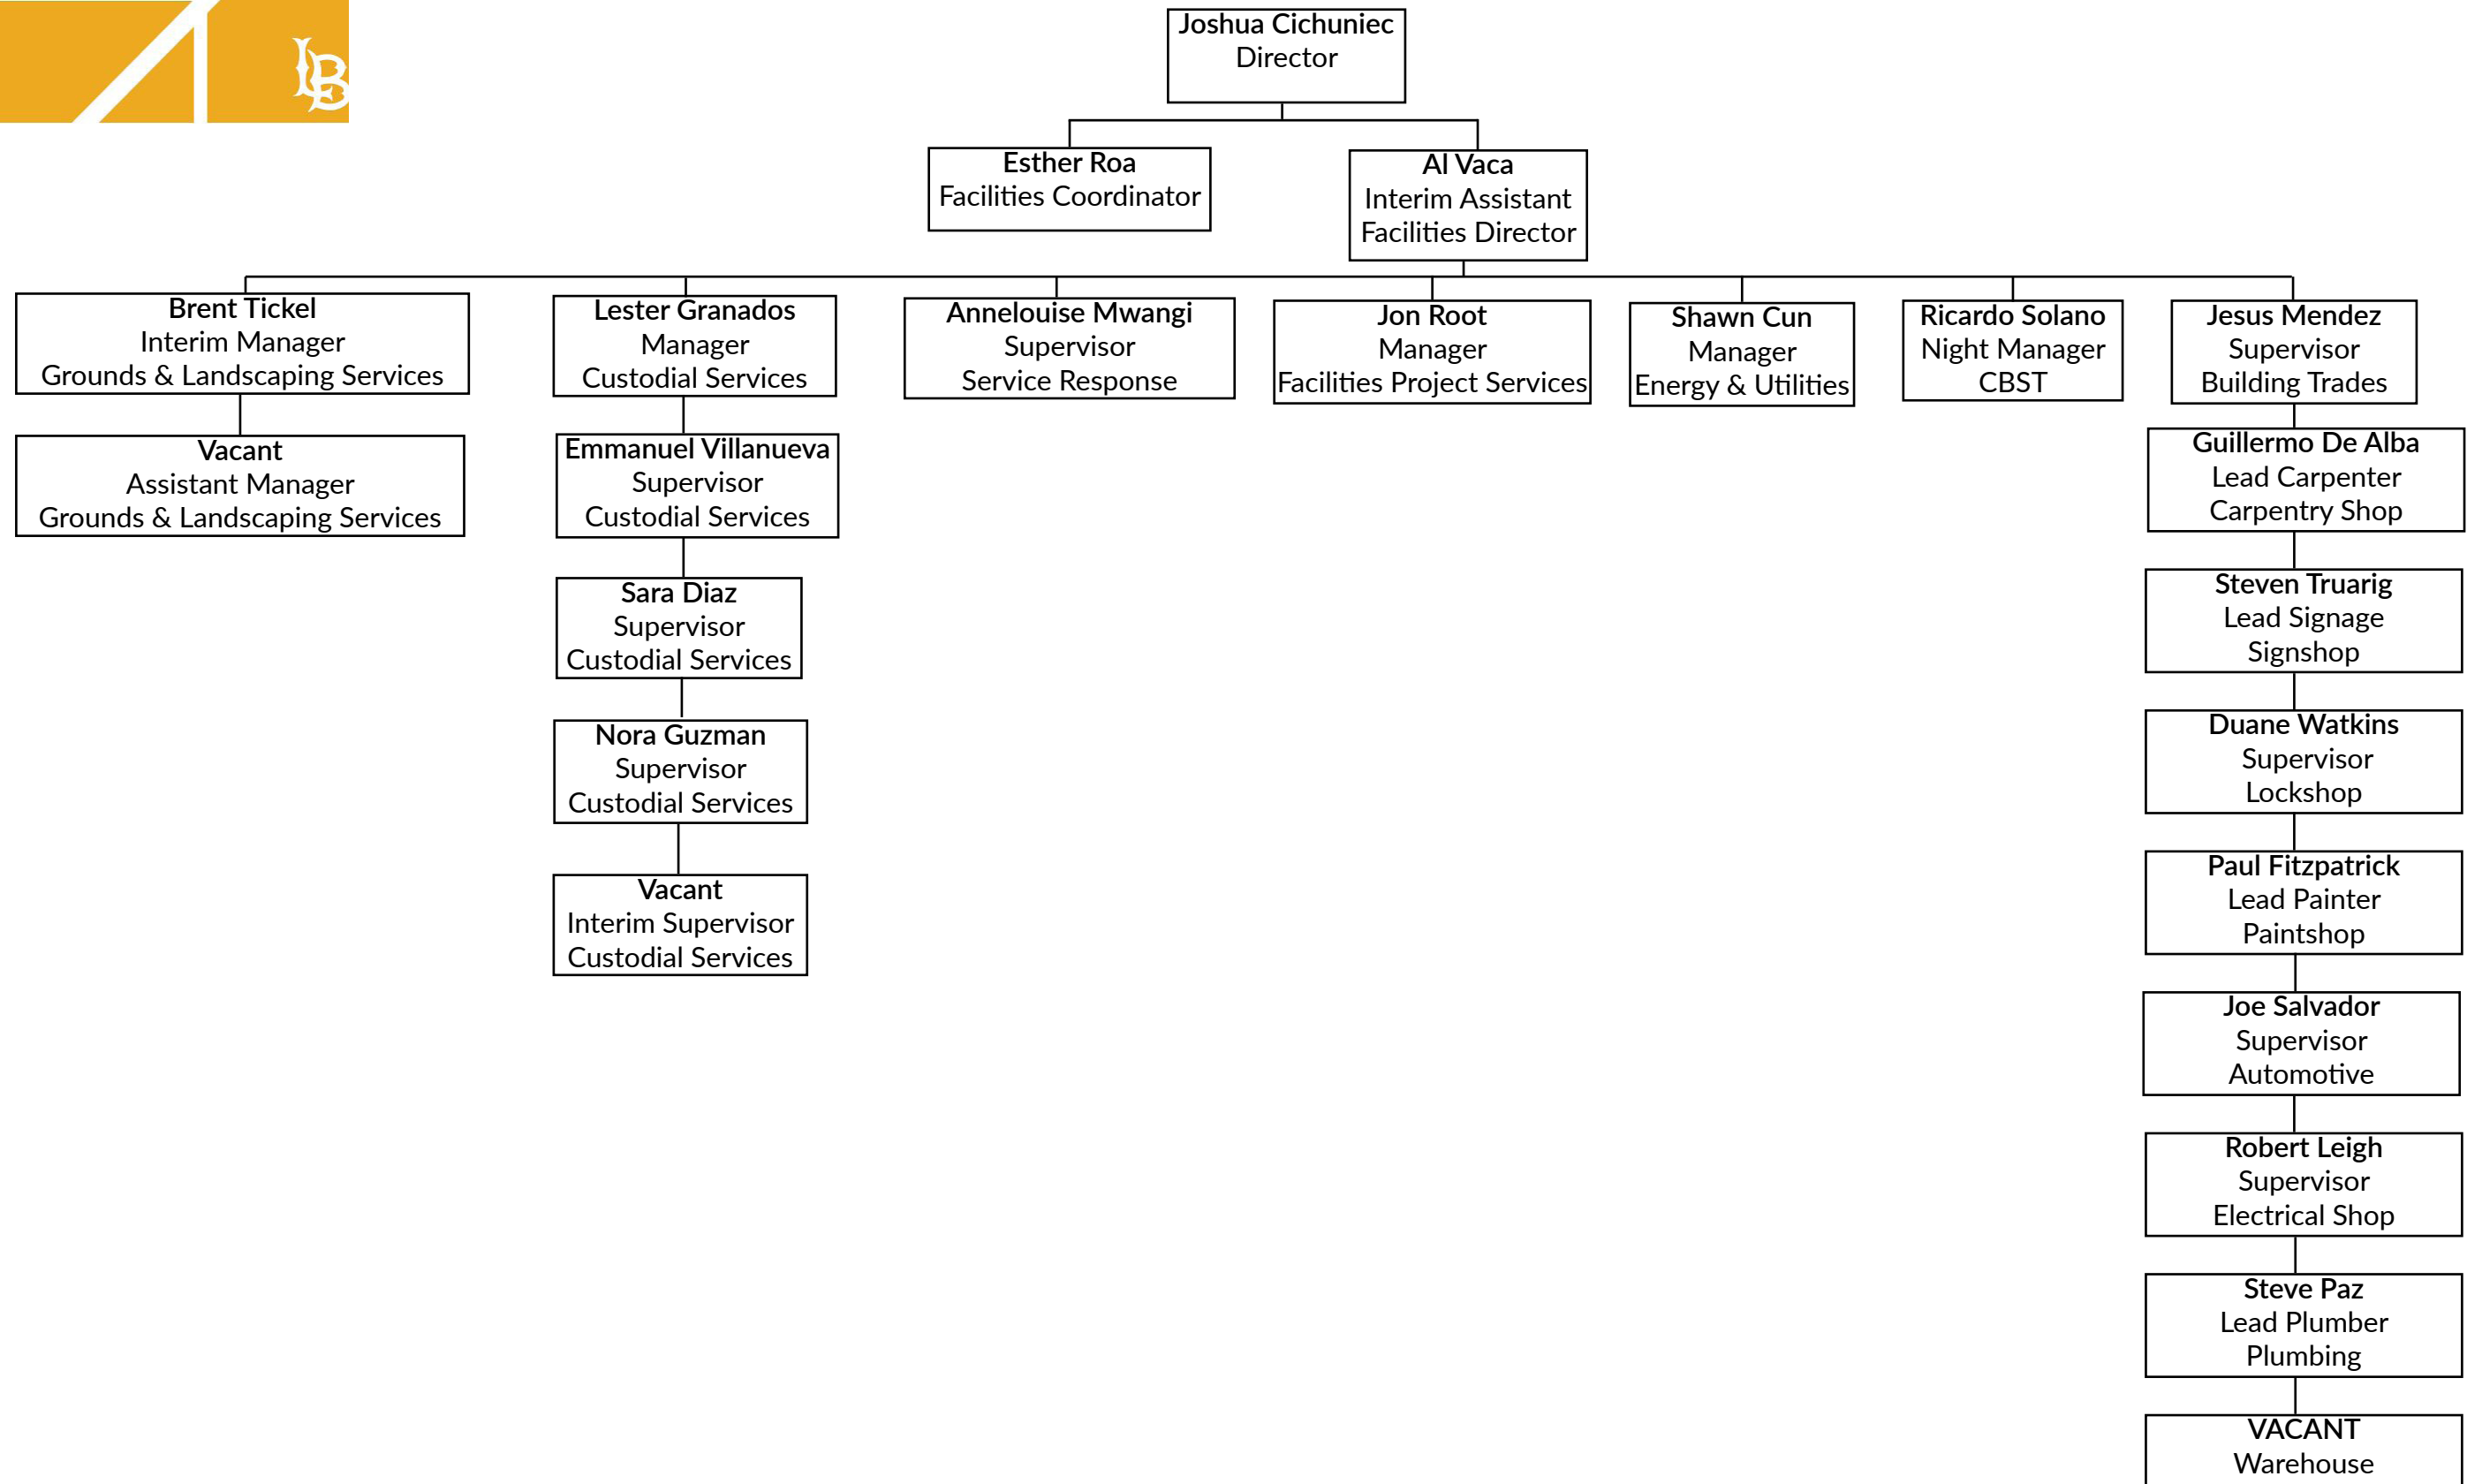 LB
Joshua Cichuniec
Director
Esther Roa
Facilities Coordinator
Al Vaca
Interim Assistant
Facilities Director
Brent Tickel
Interim Manager
Grounds & Landscaping Services
Vacant
Assistant Manager
Grounds & Landscaping Services
Lester Granados
Manager
Custodial Services
Emmanuel Villanueva
Supervisor
Custodial Services
Sara Diaz
Supervisor
Custodial Services
Nora Guzman
Supervisor
Custodial Services
Vacant
Interim Supervisor
Custodial Services
Annelouise Mwangi
Supervisor
Service Response
Jon Root
Manager
Facilities Project Services
Shawn Cun
Manager
Energy & Utilities
Ricardo Solano
Night Manager
CBST
Jesus Mendez
Supervisor
Building Trades
Guillermo De Alba
Lead Carpenter
Carpentry Shop
Steven Truarig
Lead Signage
Signshop
Duane Watkins
Supervisor
Lockshop
Paul Fitzpatrick
Lead Painter
Paintshop
Joe Salvador
Supervisor
Automotive
Robert Leigh
Supervisor
Electrical Shop
Steve Paz
Lead Plumber
Plumbing
VACANT
Warehouse